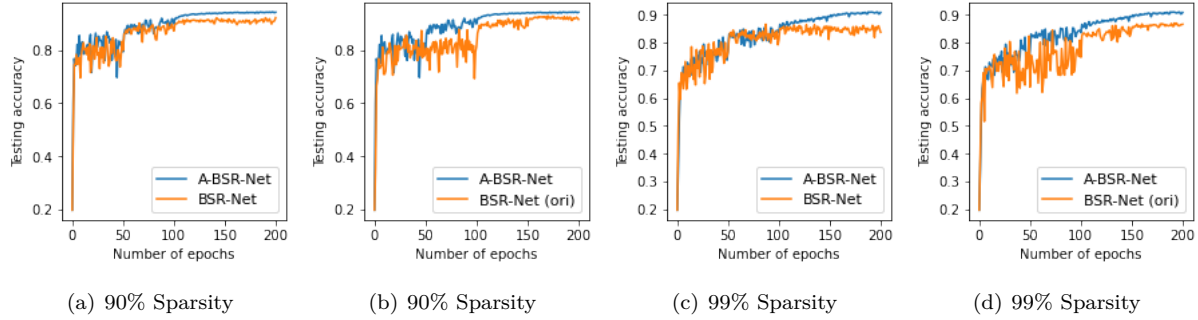 Testing accuracy
0.8
0.6
0.4
0.2
0 50 100 150 200
Number of epochs
A-BSR-Net
BSR-Net
(a) 90% Sparsity
Testing accuracy
0.8
0.6
0.4
0.2
0 50 100 150 200
Number of epochs
A-BSR-Net
BSR-Net (ori)
(b) 90% Sparsity
Testing accuracy
0.9
0.8
0.7
0.6
0.5
0.4
0.3
0.2
0 50 100 150 200
Number of epochs
A-BSR-Net
BSR-Net
(c) 99% Sparsity
Testing accuracy
0.9
0.8
0.7
0.6
0.5
0.4
0.3
0.2
0 50 100 150 200
Number of epochs
A-BSR-Net
BSR-Net (ori)
(d) 99% Sparsity